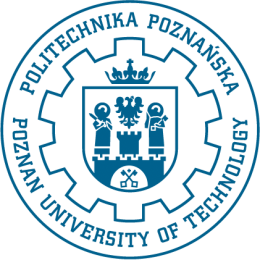 POLITECHNIKA POZNAŃSKA
POZNAN UNIVERSITY OF TECHNOLOGY